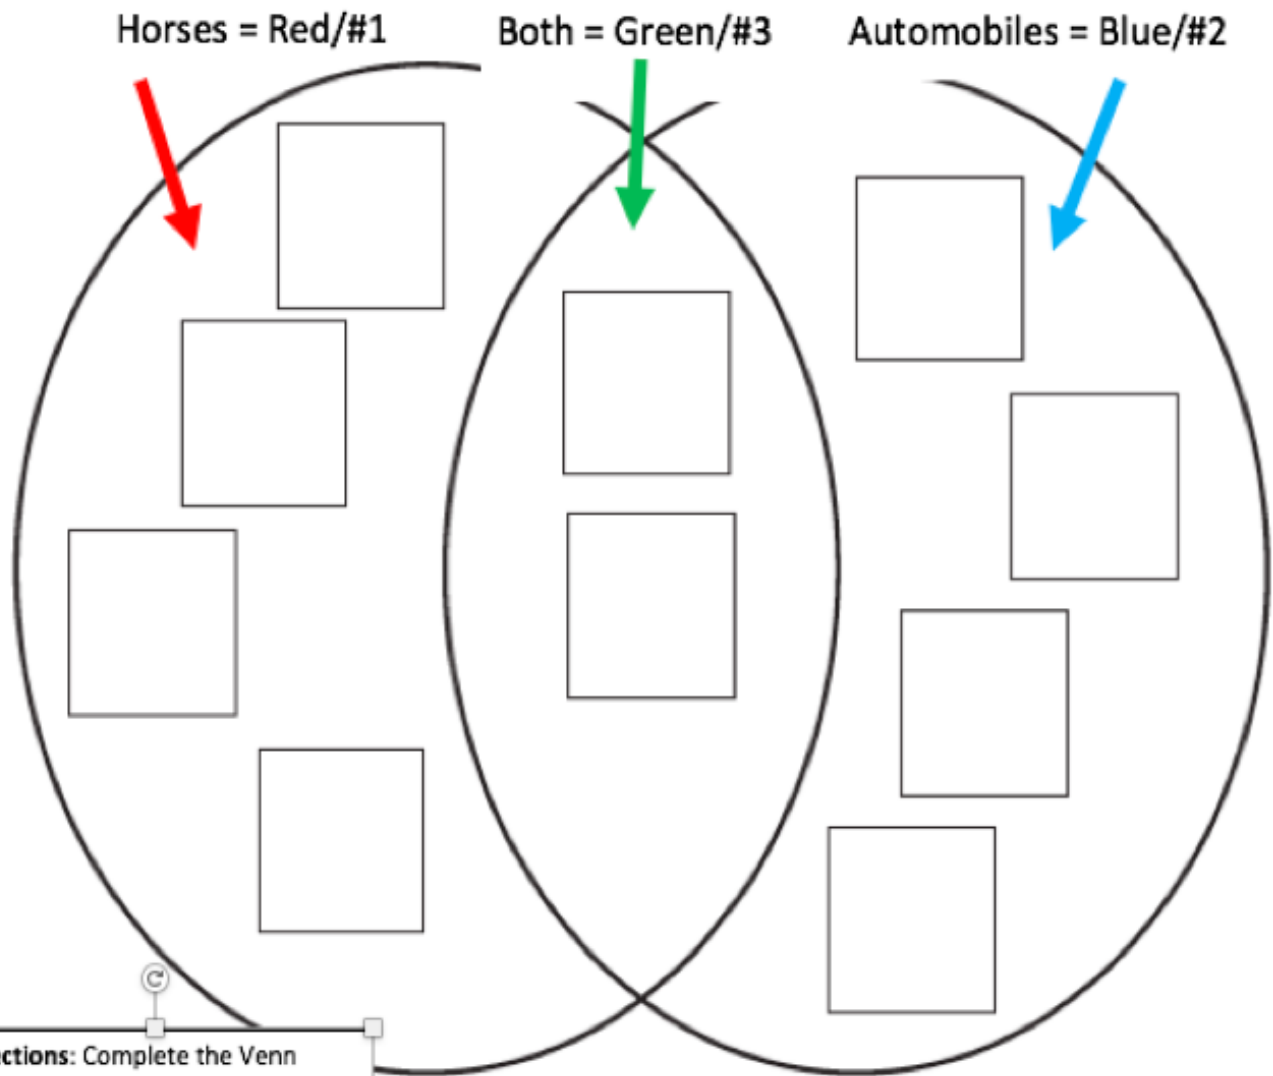 Horses = Red/#1
Both = Green/#3
Automobiles = Blue/#2
ctions: Complete the Venn